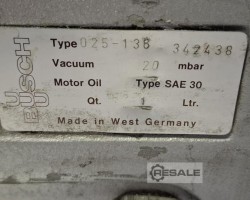 BUSCH
Type 025-138 342438
Vacuum 20 mbar
Motor Oil Type SAE 30
Qt. 1 Ltr.
Made in West Germany
RESALE